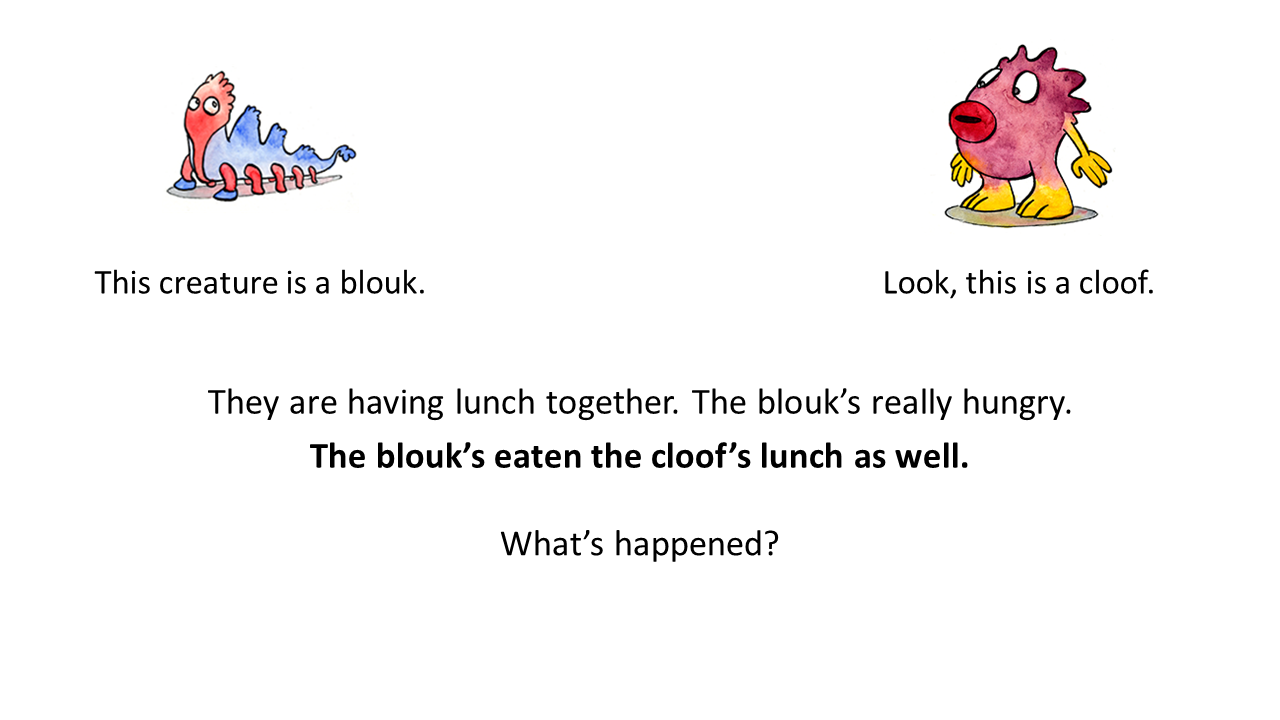 This creature is a blouk.
Look, this is a cloof.
They are having lunch together. The blouk’s really hungry.
The blouk’s eaten the cloof’s lunch as well.
What’s happened?